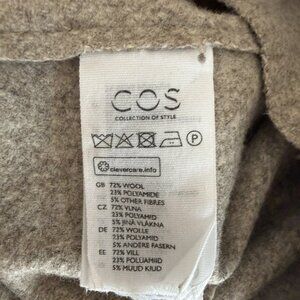 COS
COLLECTION OF STYLE
P
clevercare.info
GB 72% WOOL
23% POLYAMIDE
5% OTHER FIBRES
CZ 72% VLNA
23% POLYAMID
5% JINÁ VLÁKNA
DE 72% WOLLE
23% POLYAMID
5% ANDERE FASERN
EE 72% VILL
23% POLÜAMIID
5% MUUD KIUD